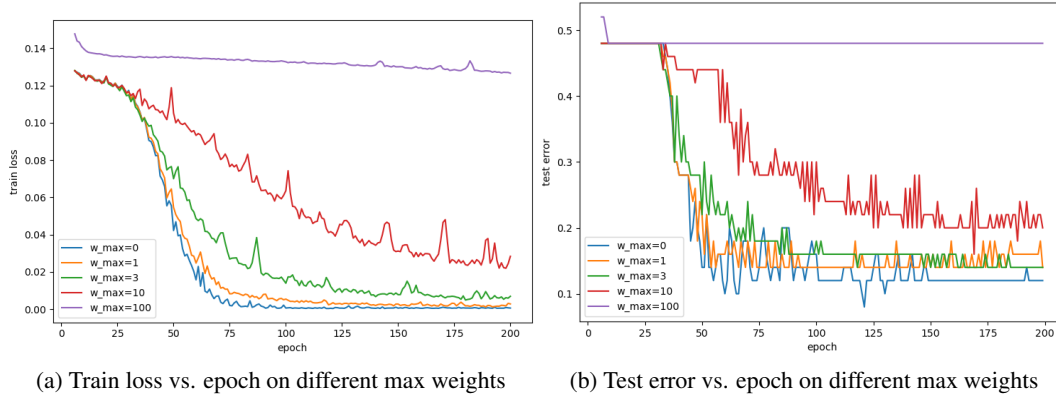 0.14
0.12
0.10
0.08
0.06
0.04
0.02
0.00
train loss
w_max=0
w_max=1
w_max=3
w_max=10
w_max=100
0 25 50 75 100 125 150 175 200
epoch
(a) Train loss vs. epoch on different max weights
0.5
0.4
0.3
0.2
0.1
test error
w_max=0
w_max=1
w_max=3
w_max=10
w_max=100
0 25 50 75 100 125 150 175 200
epoch
(b) Test error vs. epoch on different max weights